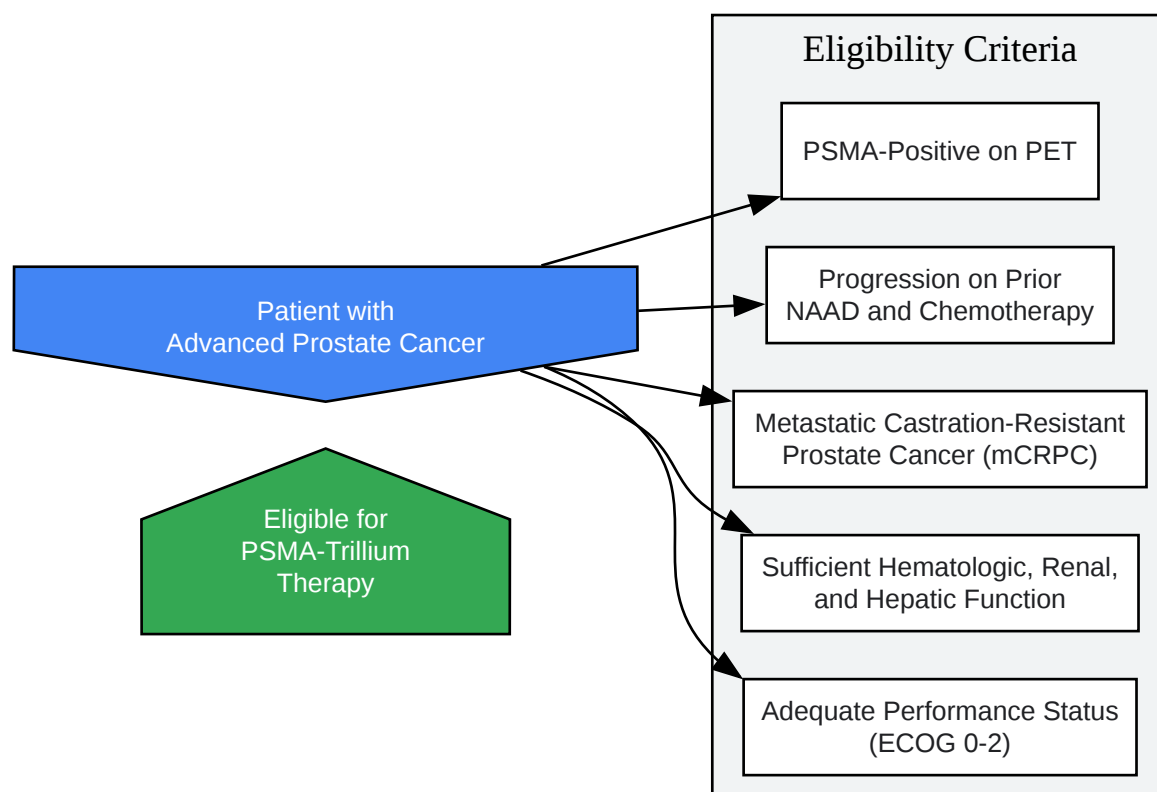 Eligibility Criteria
PSMA-Positive on PET
Progression on Prior
NAAD and Chemotherapy
Patient with
Advanced Prostate Cancer
Metastatic Castration-Resistant
Prostate Cancer (mCRPC)
Eligible for
PSMA-Trillium
Therapy
Sufficient Hematologic, Renal,
and Hepatic Function
Adequate Performance Status
(ECOG 0-2)